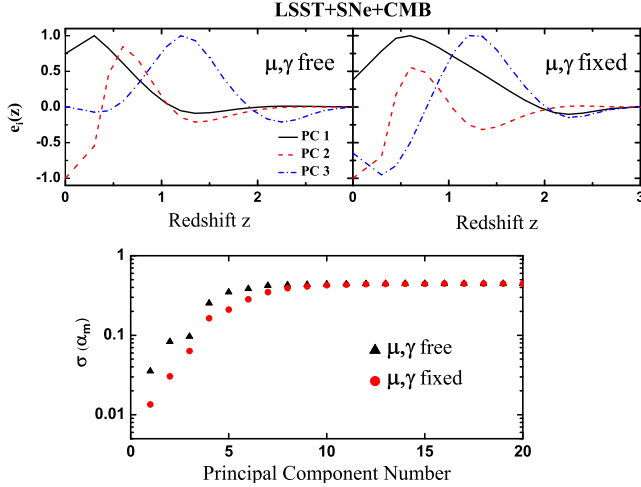 LSST+SNe+CMB
μ,γ free
μ,γ fixed
1.0
0.5
0.0
-0.5
-1.0
e_i(z)
PC 1
PC 2
PC 3
0 1 2 0 1 2 3
Redshift z Redshift z
1
0.1
0.01
σ (α_m)
μ,γ free
μ,γ fixed
0 5 10 15 20
Principal Component Number